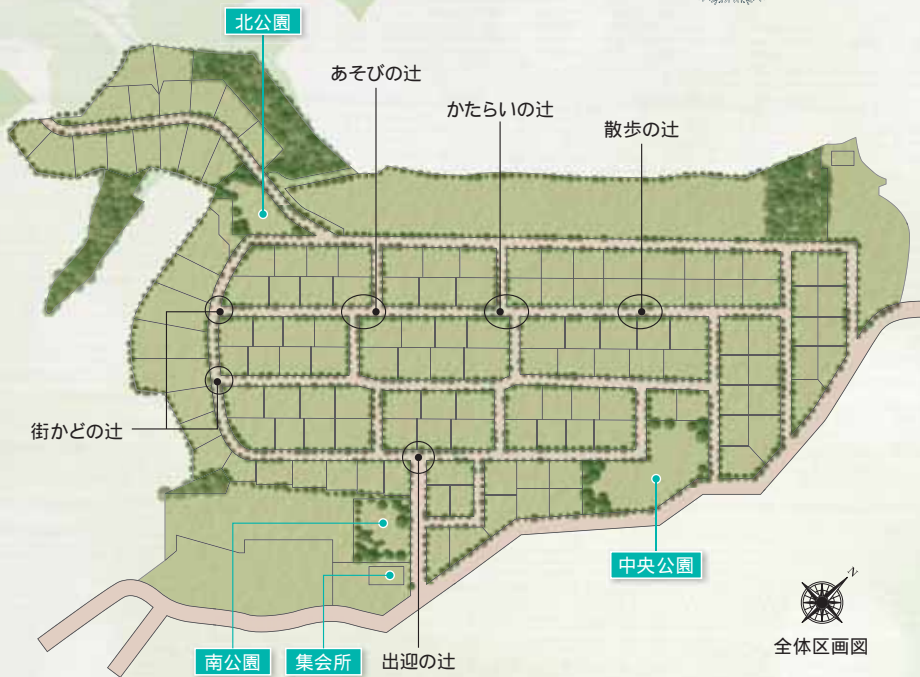 北公園
あそびの辻
かたらいの辻
散歩の辻
街かどの辻
中央公園
N
全体区画図
南公園
集会所
出迎の辻